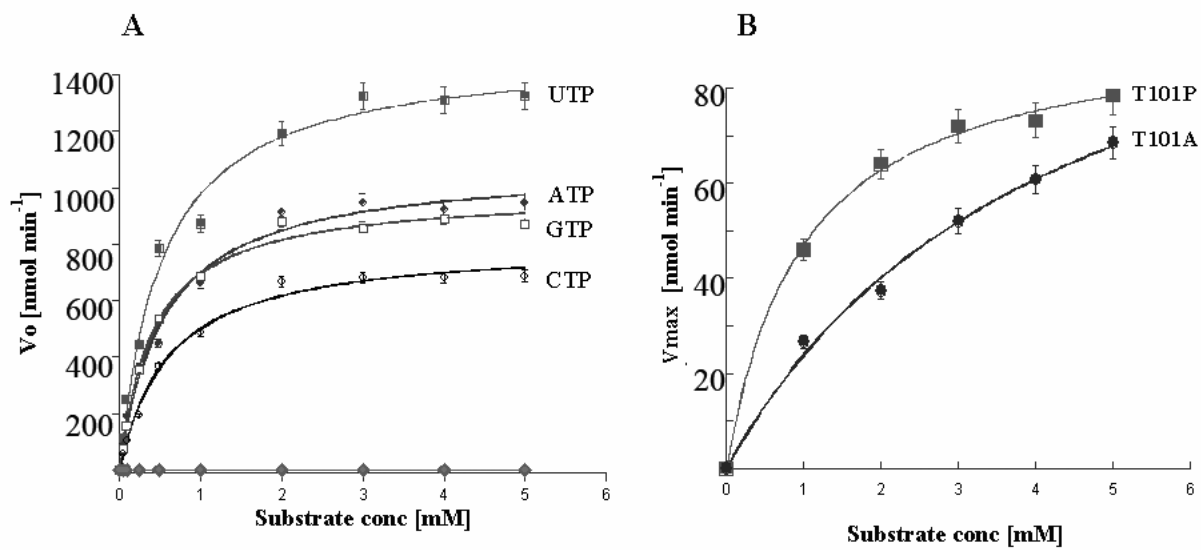 A
1400
1200
1000
800
600
400
200
Vo [nmol min⁻¹]
UTP
ATP
GTP
CTP
0 1 2 3 4 5 6
Substrate conc [mM]
B
80
60
40
20
Vmax [nmol min⁻¹]
T101P
T101A
0 1 2 3 4 5 6
Substrate conc [mM]